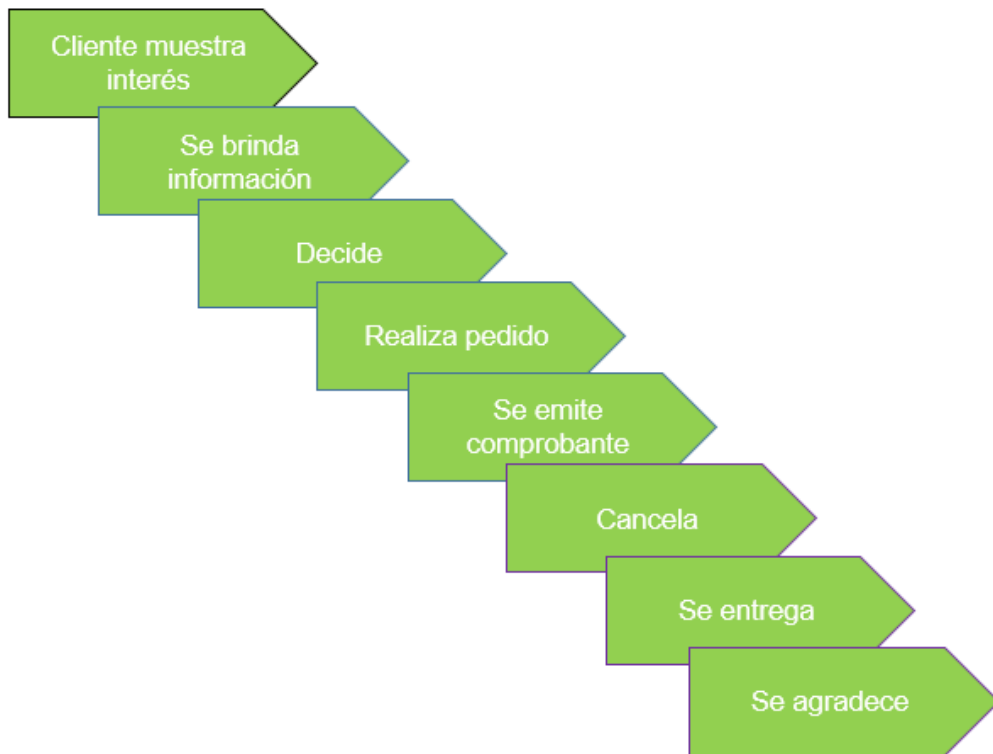 Cliente muestra
interés
Se brinda
información
Decide
Realiza pedido
Se emite
comprobante
Cancela
Se entrega
Se agradece